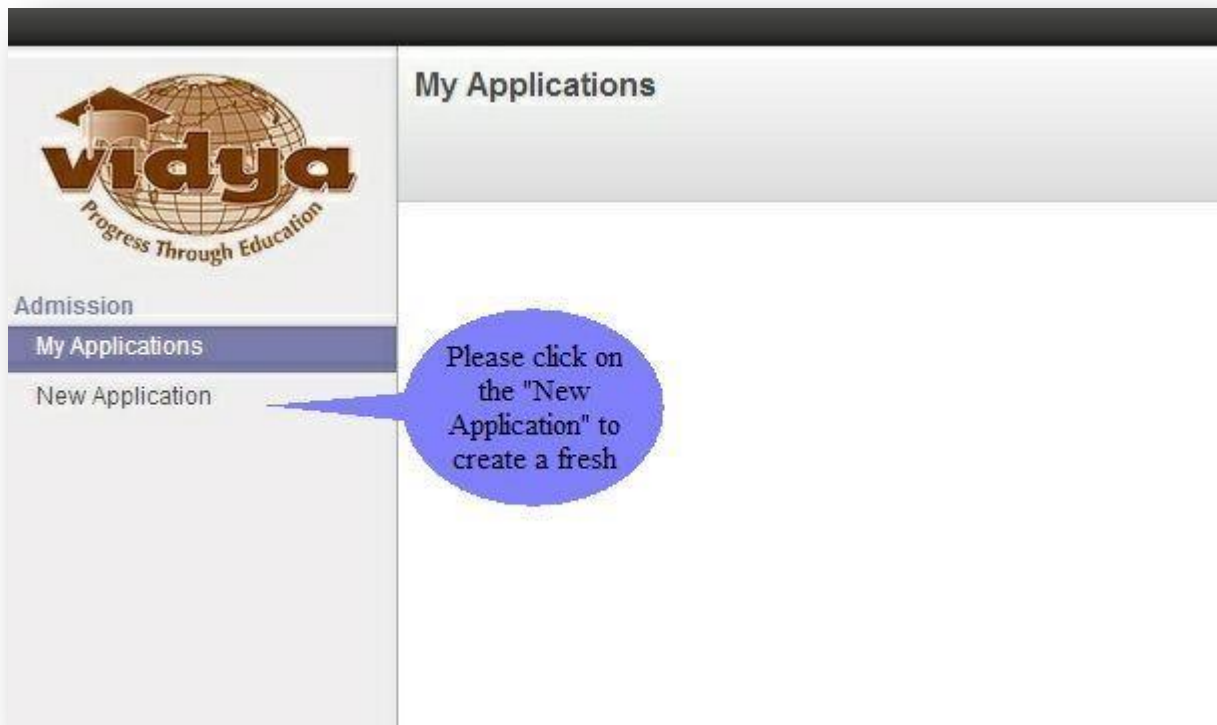 vidya
Progress Through Education
Admission
My Applications
New Application
My Applications
Please click on
the "New
Application" to
create a fresh